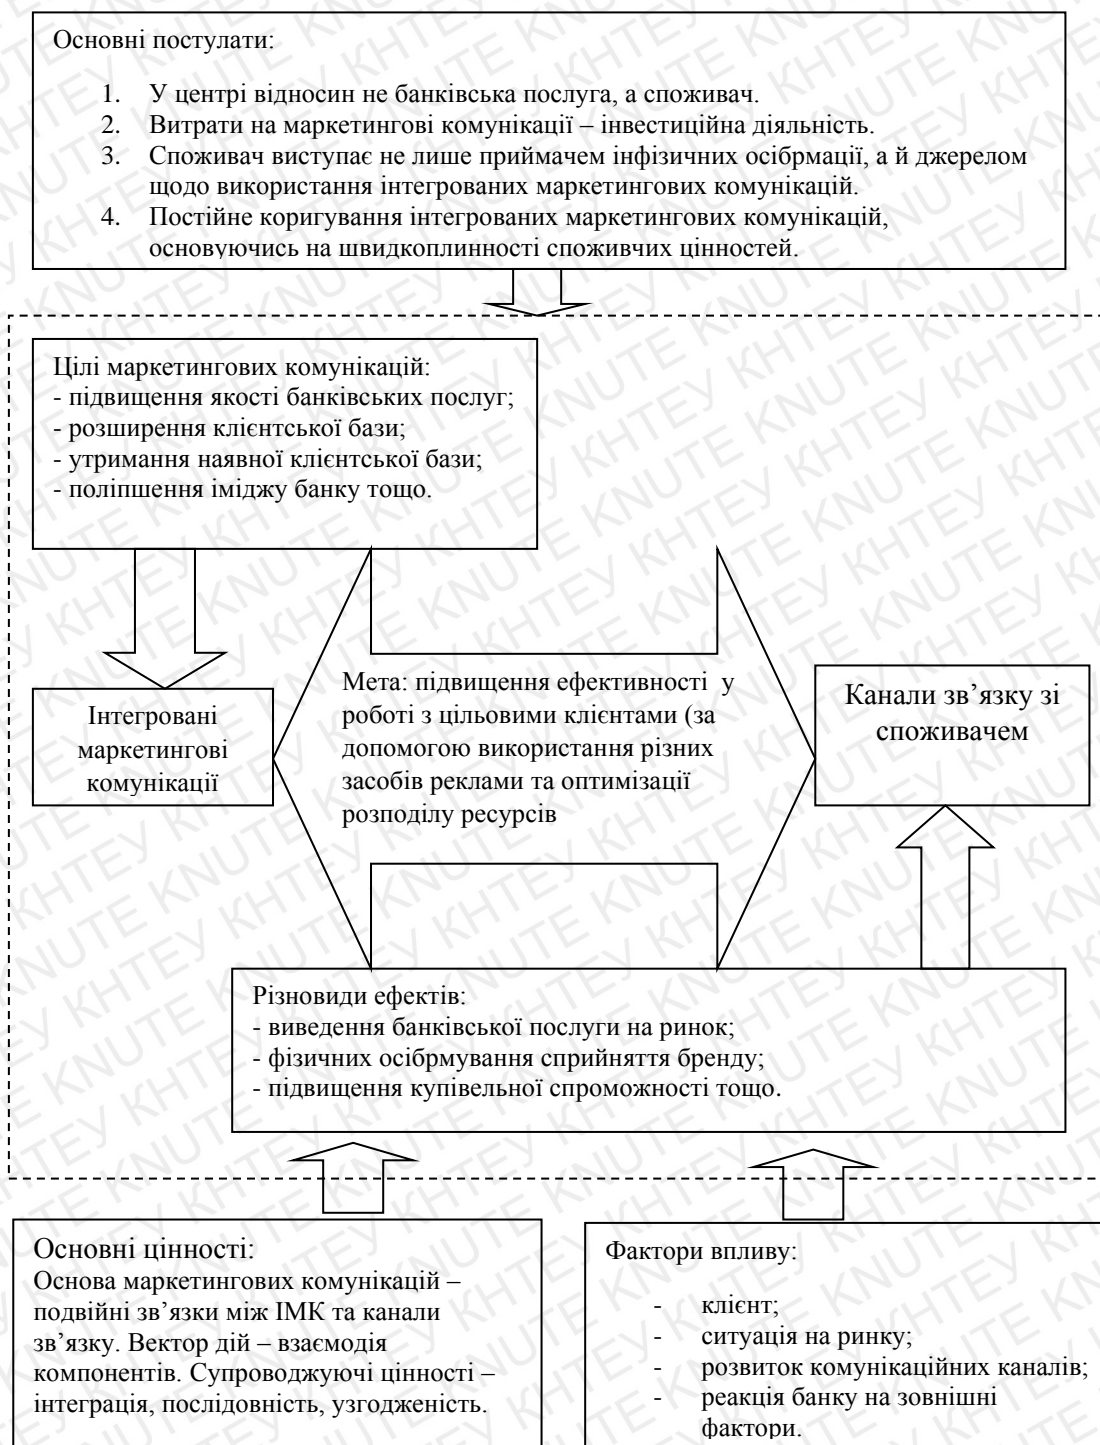 Основні постулати:
1. У центрі відносин не банківська послуга, а споживач.
2. Витрати на маркетингові комунікації – інвестиційна діяльність.
3. Споживач виступає не лише приймачем інфізичних осібрмації, а й джерелом
щодо використання інтегрованих маркетингових комунікацій.
4. Постійне коригування інтегрованих маркетингових комунікацій,
основуючись на швидкоплинності споживчих цінностей.
Цілі маркетингових комунікацій:
- підвищення якості банківських послуг;
- розширення клієнтської бази;
- утримання наявної клієнтської бази;
- поліпшення іміджу банку тощо.
Інтегровані
маркетингові
комунікації
Мета: підвищення ефективності у
роботі з цільовими клієнтами (за
допомогою використання різних
засобів реклами та оптимізації
розподілу ресурсів
Канали зв’язку зі
споживачем
Різновиди ефектів:
- виведення банківської послуги на ринок;
- фізичних осібрмування сприйняття бренду;
- підвищення купівельної спроможності тощо.
Основні цінності:
Основа маркетингових комунікацій –
подвійні зв’язки між ІМК та канали
зв’язку. Вектор дій – взаємодія
компонентів. Супроводжуючі цінності –
інтеграція, послідовність, узгодженість.
Фактори впливу:
- клієнт;
- ситуація на ринку;
- розвиток комунікаційних каналів;
- реакція банку на зовнішні
фактори.